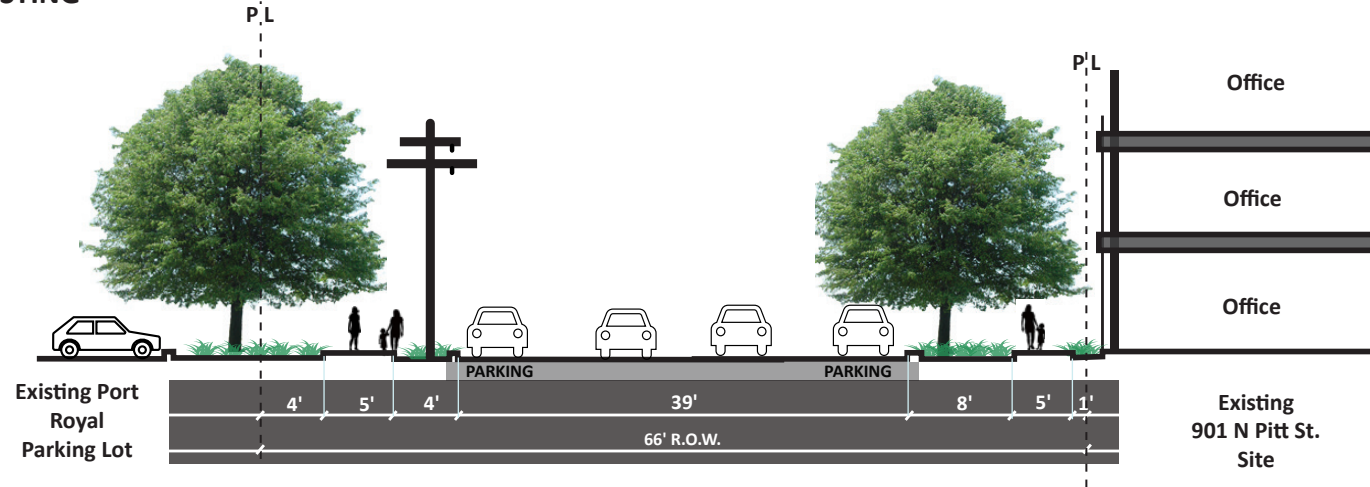 P L
P L
Office
Office
Office
PARKING
PARKING
Existing Port
Royal
Parking Lot
4'
5'
4'
39'
8'
5'
1'
66' R.O.W.
Existing
901 N Pitt St.
Site